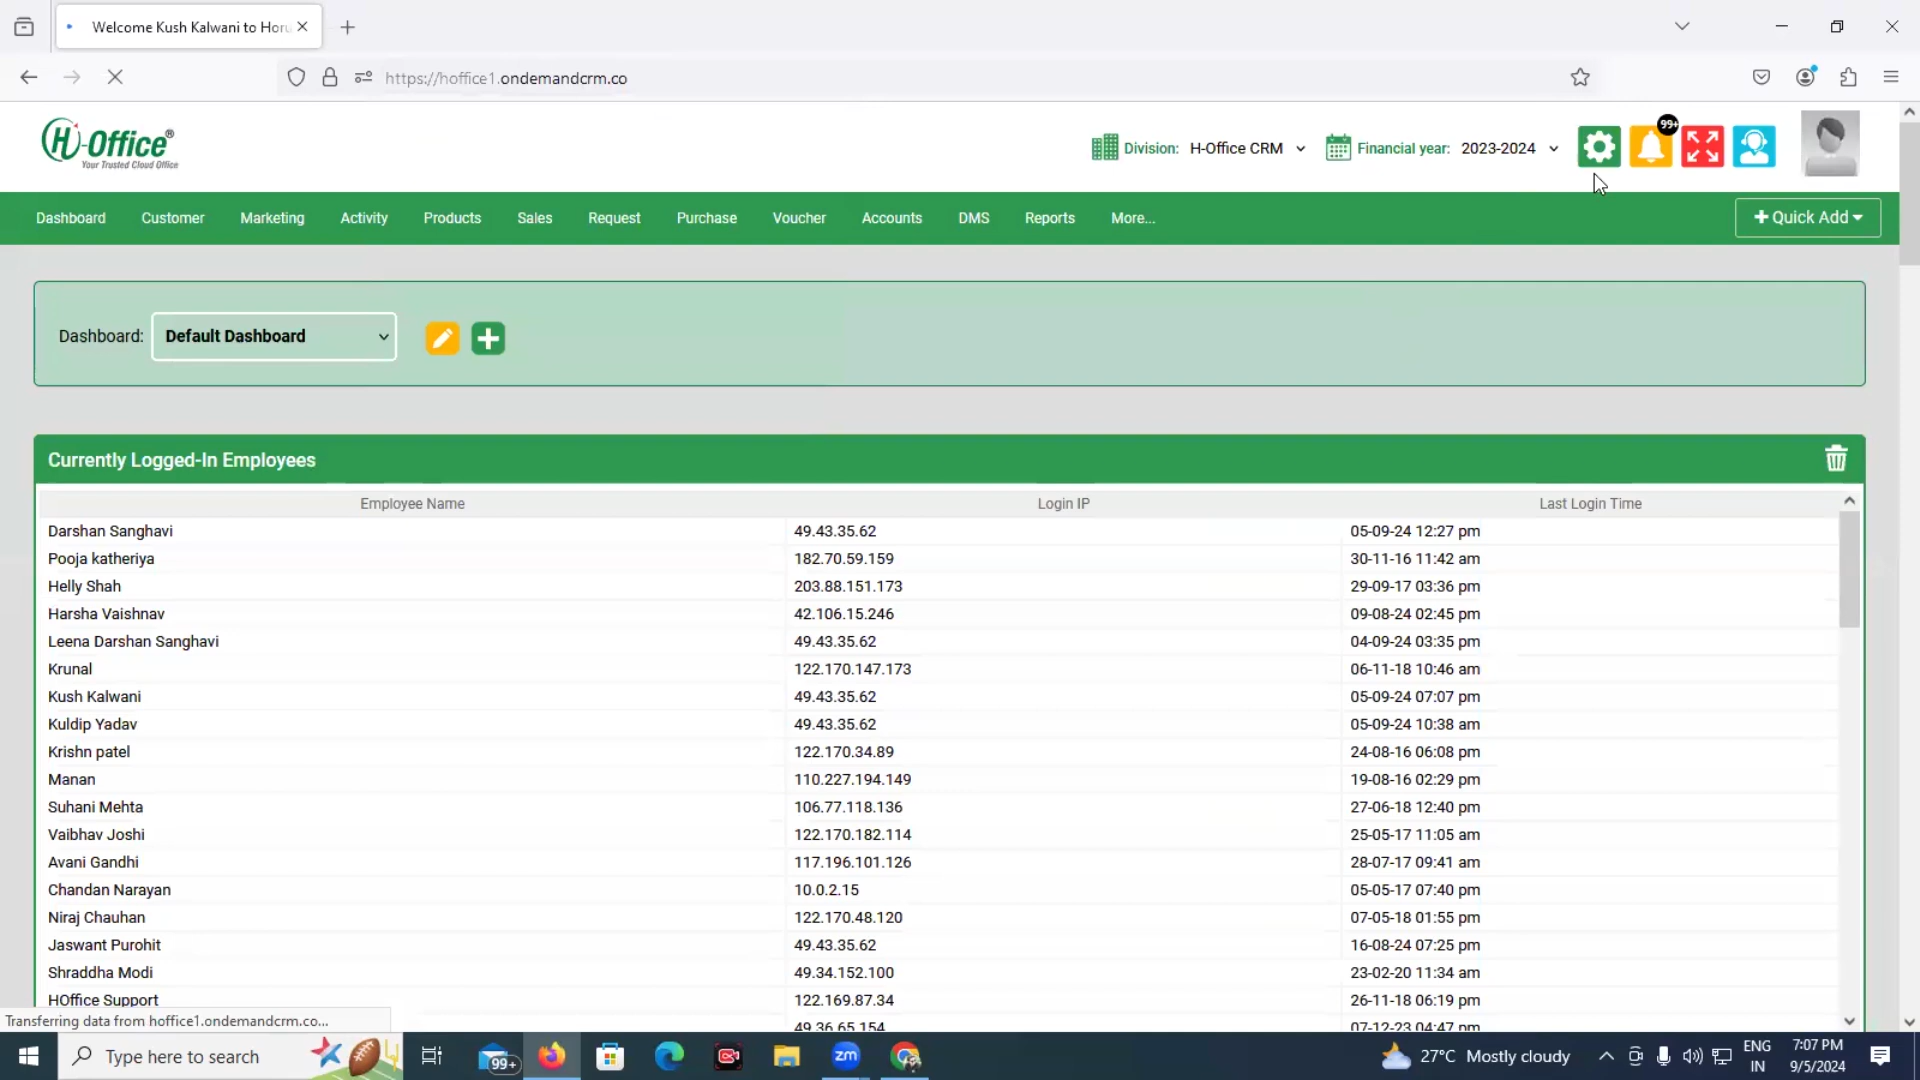 Welcome Kush Kalwani to Horu
https://hoffice1.ondemandcrm.co
H-Office®
Your Trusted Cloud Office
Division: H-Office CRM
Financial year: 2023-2024
99+
Dashboard Customer Marketing Activity Products Sales Request Purchase Voucher Accounts DMS Reports More...
Quick Add
Dashboard: Default Dashboard
Currently Logged-In Employees
Employee Name Login IP Last Login Time
Darshan Sanghavi 49.43.35.62 05-09-24 12:27 pm
Pooja katheriya 182.70.59.159 30-11-16 11:42 am
Helly Shah 203.88.151.173 29-09-17 03:36 pm
Harsha Vaishnav 42.106.15.246 09-08-24 02:45 pm
Leena Darshan Sanghavi 49.43.35.62 04-09-24 03:35 pm
Krunal 122.170.147.173 06-11-18 10:46 am
Kush Kalwani 49.43.35.62 05-09-24 07:07 pm
Kuldip Yadav 49.43.35.62 05-09-24 10:38 am
Krishn patel 122.170.34.89 24-08-16 06:08 pm
Manan 110.227.194.149 19-08-16 02:29 pm
Suhani Mehta 106.77.118.136 27-06-18 12:40 pm
Vaibhav Joshi 122.170.182.114 25-05-17 11:05 am
Avani Gandhi 117.196.101.126 28-07-17 09:41 am
Chandan Narayan 10.0.2.15 05-05-17 07:40 pm
Niraj Chauhan 122.170.48.120 07-05-18 01:55 pm
Jaswant Purohit 49.43.35.62 16-08-24 07:25 pm
Shraddha Modi 49.34.152.100 23-02-20 11:34 am
HOffice Support 122.169.87.34 26-11-18 06:19 pm
49.36.65.154 07-12-23 04:47 pm
Transferring data from hoffice1.ondemandcrm.co...
Type here to search
99+
zm
27°C Mostly cloudy
ENG
IN
7:07 PM
9/5/2024